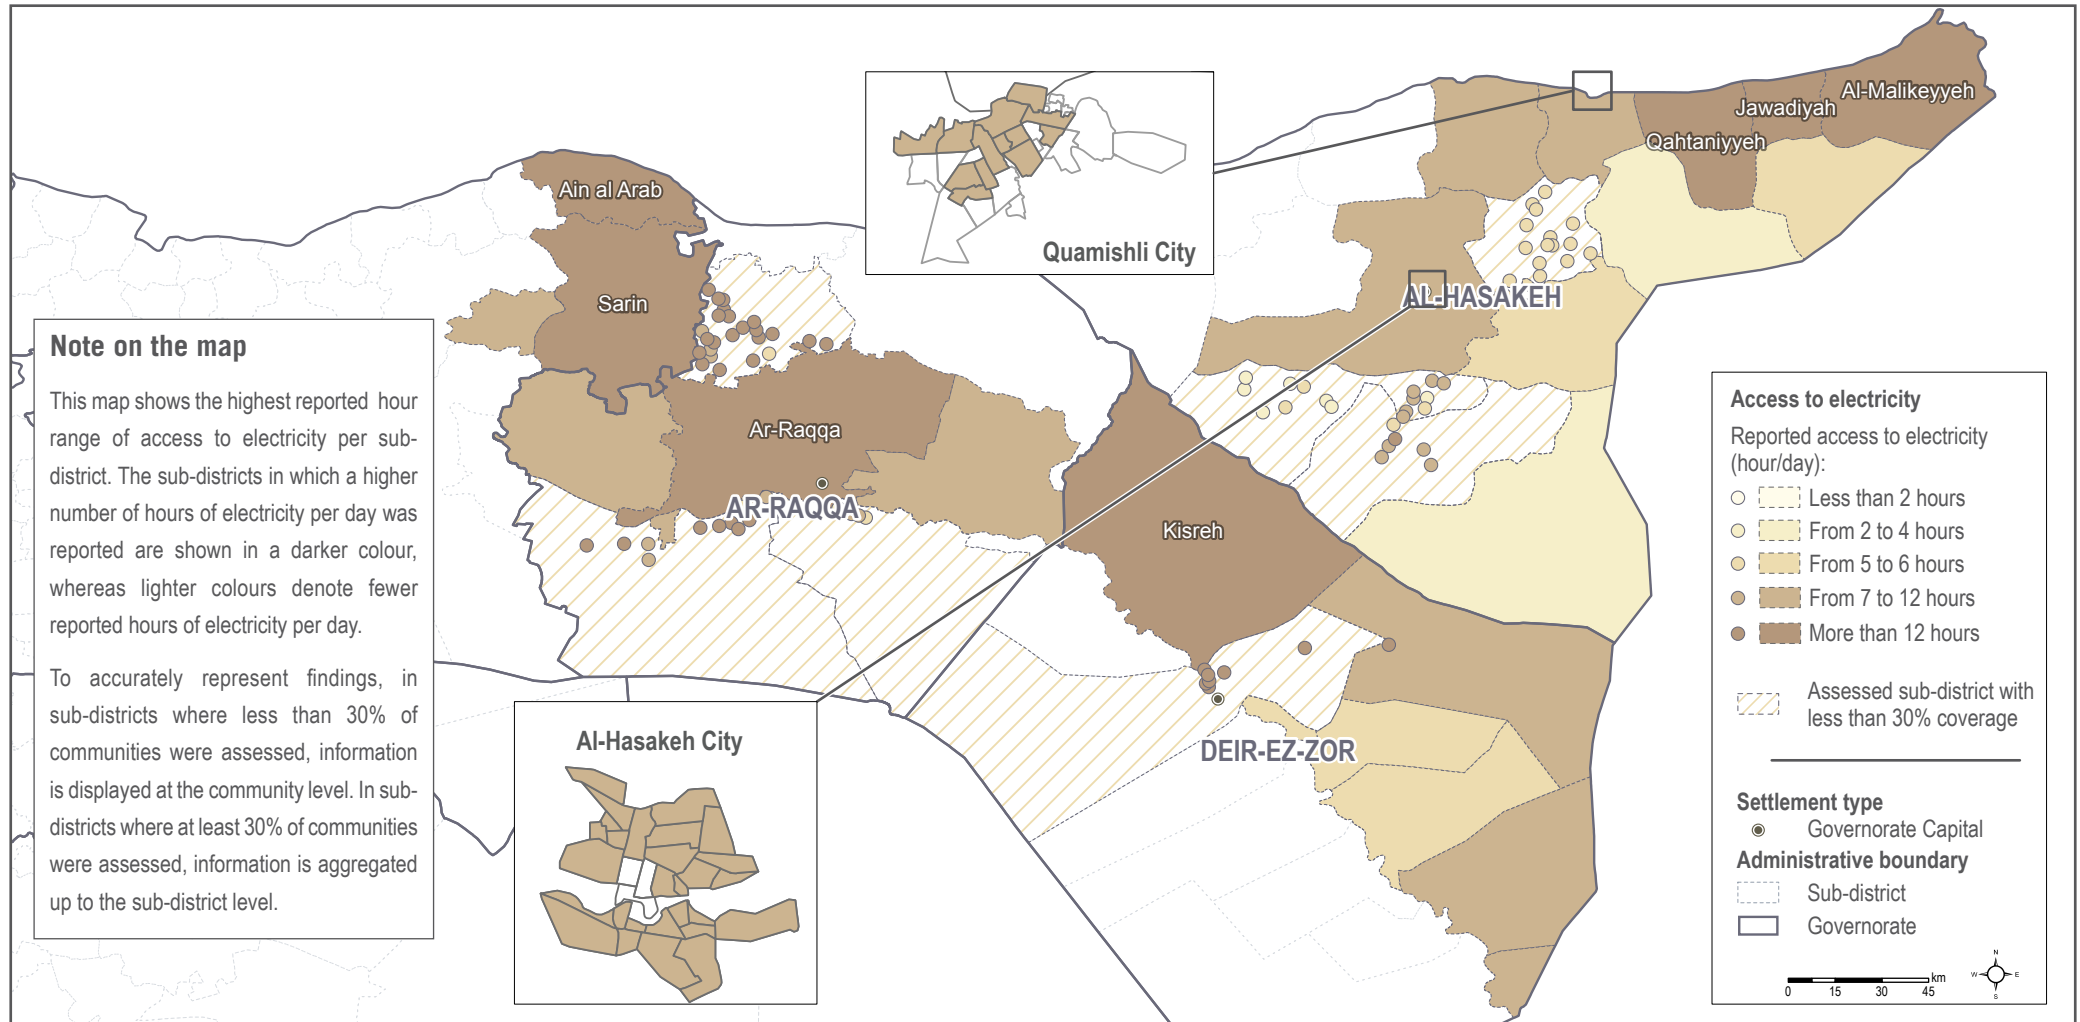 Quamishli City
Al-Malikeyyeh
Jawadiyah
Qahtaniyyeh
Ain al Arab
Sarin
AL-HASAKEH
Ar-Raqqa
AR-RAQQA
Kisreh
DEIR-EZ-ZOR
Al-Hasakeh City
Note on the map
This map shows the highest reported hour
range of access to electricity per sub-
district. The sub-districts in which a higher
number of hours of electricity per day was
reported are shown in a darker colour,
whereas lighter colours denote fewer
reported hours of electricity per day.
To accurately represent findings, in
sub-districts where less than 30% of
communities were assessed, information
is displayed at the community level. In sub-
districts where at least 30% of communities
were assessed, information is aggregated
up to the sub-district level.
Access to electricity
Reported access to electricity
(hour/day):
Less than 2 hours
From 2 to 4 hours
From 5 to 6 hours
From 7 to 12 hours
More than 12 hours
Assessed sub-district with
less than 30% coverage
Settlement type
Governorate Capital
Administrative boundary
Sub-district
Governorate
km
0 15 30 45
N
W E
S